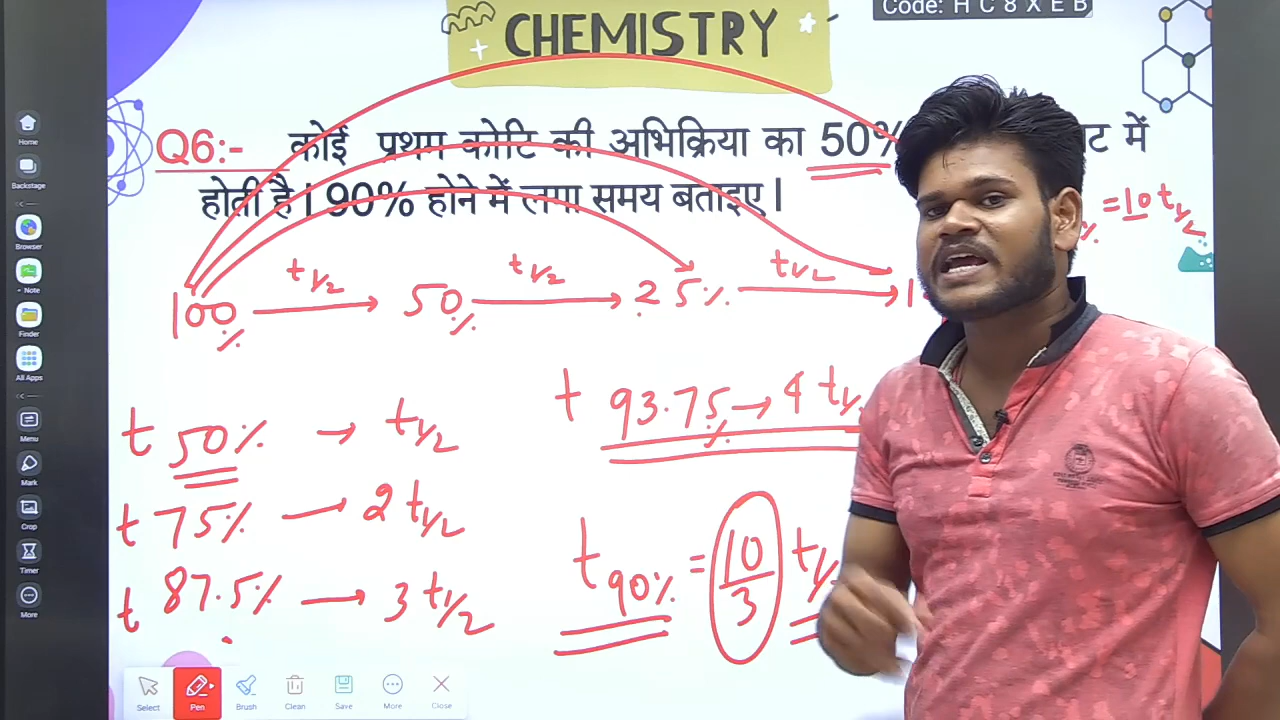 Code: HC8XEB
CHEMISTRY
Q6:- कोई प्रथम कोटि की अभिक्रिया का 50% में
होती है। 90% होने में लगा समय बताइए।
% = 10 t1/2
100% t1/2 50% t1/2 25% t1/2
t 50% → t1/2
t 75% → 2 t1/2
t 87.5% → 3 t1/2
t 93.75% → 4 t1/
t90% = 10/3 t1/
Home
Backstage
Browser
Note
Finder
All Apps
Menu
Mark
Crop
Timer
More
Select Pen Brush Clean Save More Close